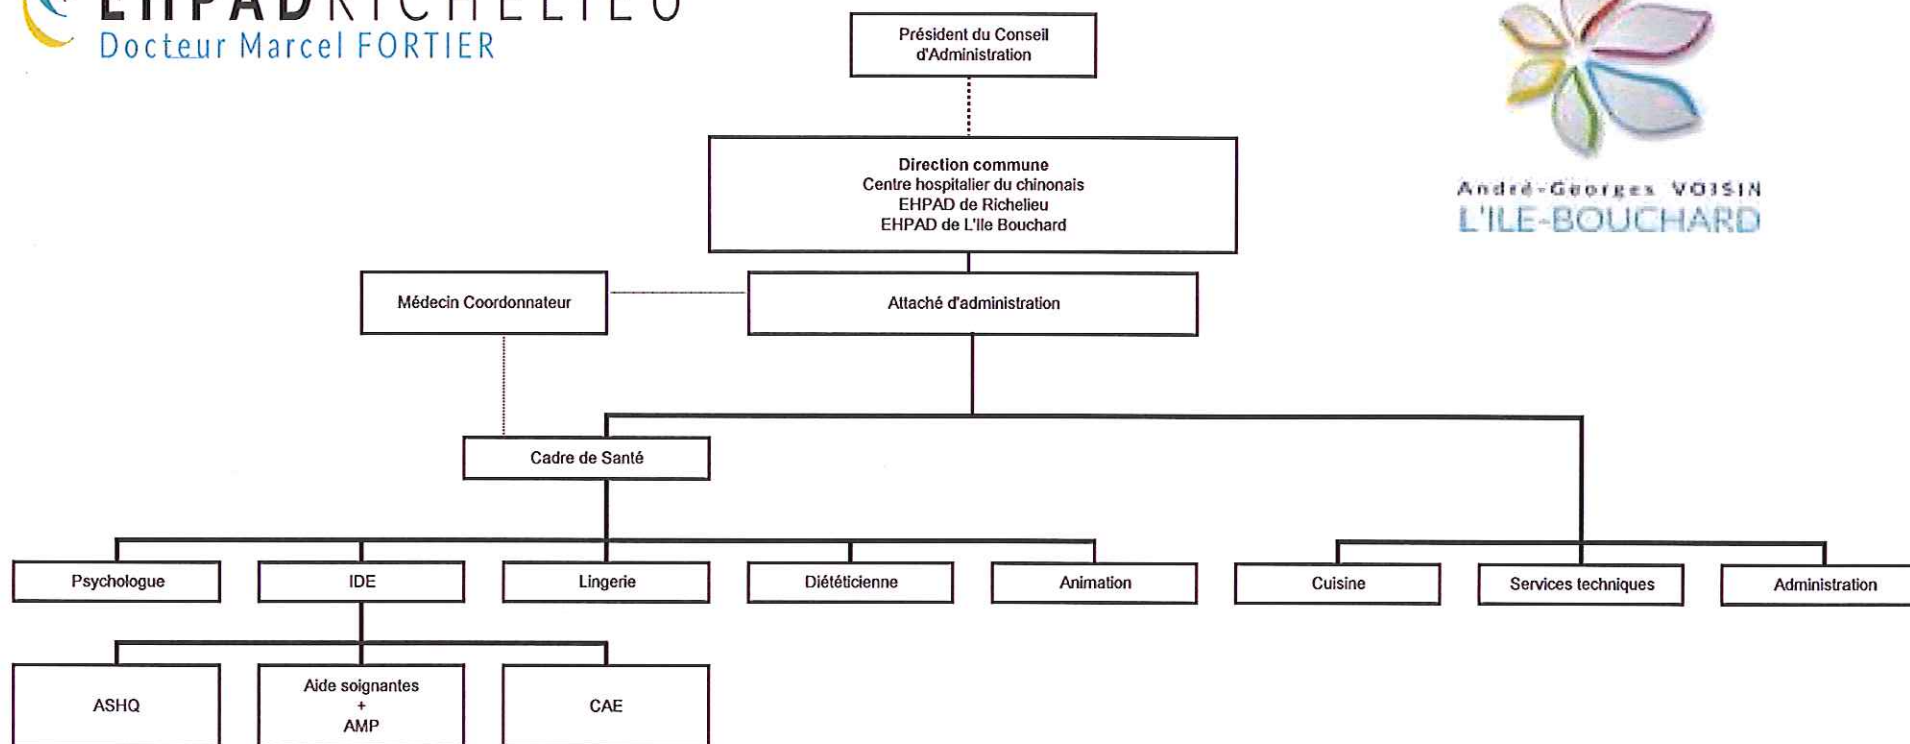 EHPAD RICHELIEU
Docteur Marcel FORTIER
Président du Conseil
d'Administration
Direction commune
Centre hospitalier du chinonais
EHPAD de Richelieu
EHPAD de L'Ile Bouchard
André-Georges VOISIN
L'ILE-BOUCHARD
Médecin Coordonnateur
Attaché d'administration
Cadre de Santé
Psychologue
IDE
Lingerie
Diététicienne
Animation
Cuisine
Services techniques
Administration
ASHQ
Aide soignantes
+
AMP
CAE